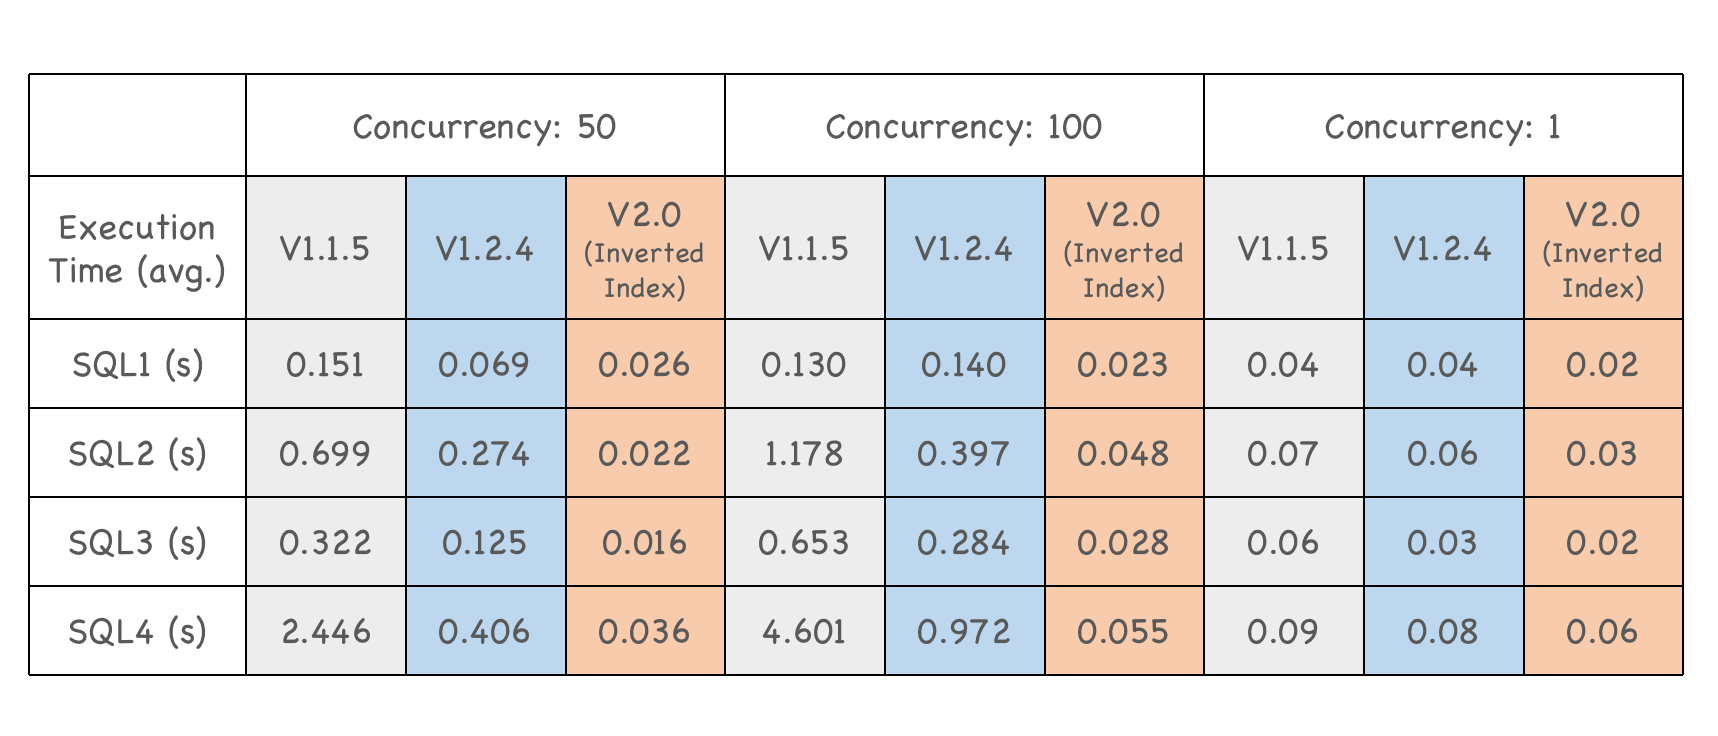 Concurrency: 50 Concurrency: 100 Concurrency: 1
Execution Time (avg.) V1.1.5 V1.2.4 V2.0 (Inverted Index) V1.1.5 V1.2.4 V2.0 (Inverted Index) V1.1.5 V1.2.4 V2.0 (Inverted Index)
SQL1 (s) 0.151 0.069 0.026 0.130 0.140 0.023 0.04 0.04 0.02
SQL2 (s) 0.699 0.274 0.022 1.178 0.397 0.048 0.07 0.06 0.03
SQL3 (s) 0.322 0.125 0.016 0.653 0.284 0.028 0.06 0.03 0.02
SQL4 (s) 2.446 0.406 0.036 4.601 0.972 0.055 0.09 0.08 0.06